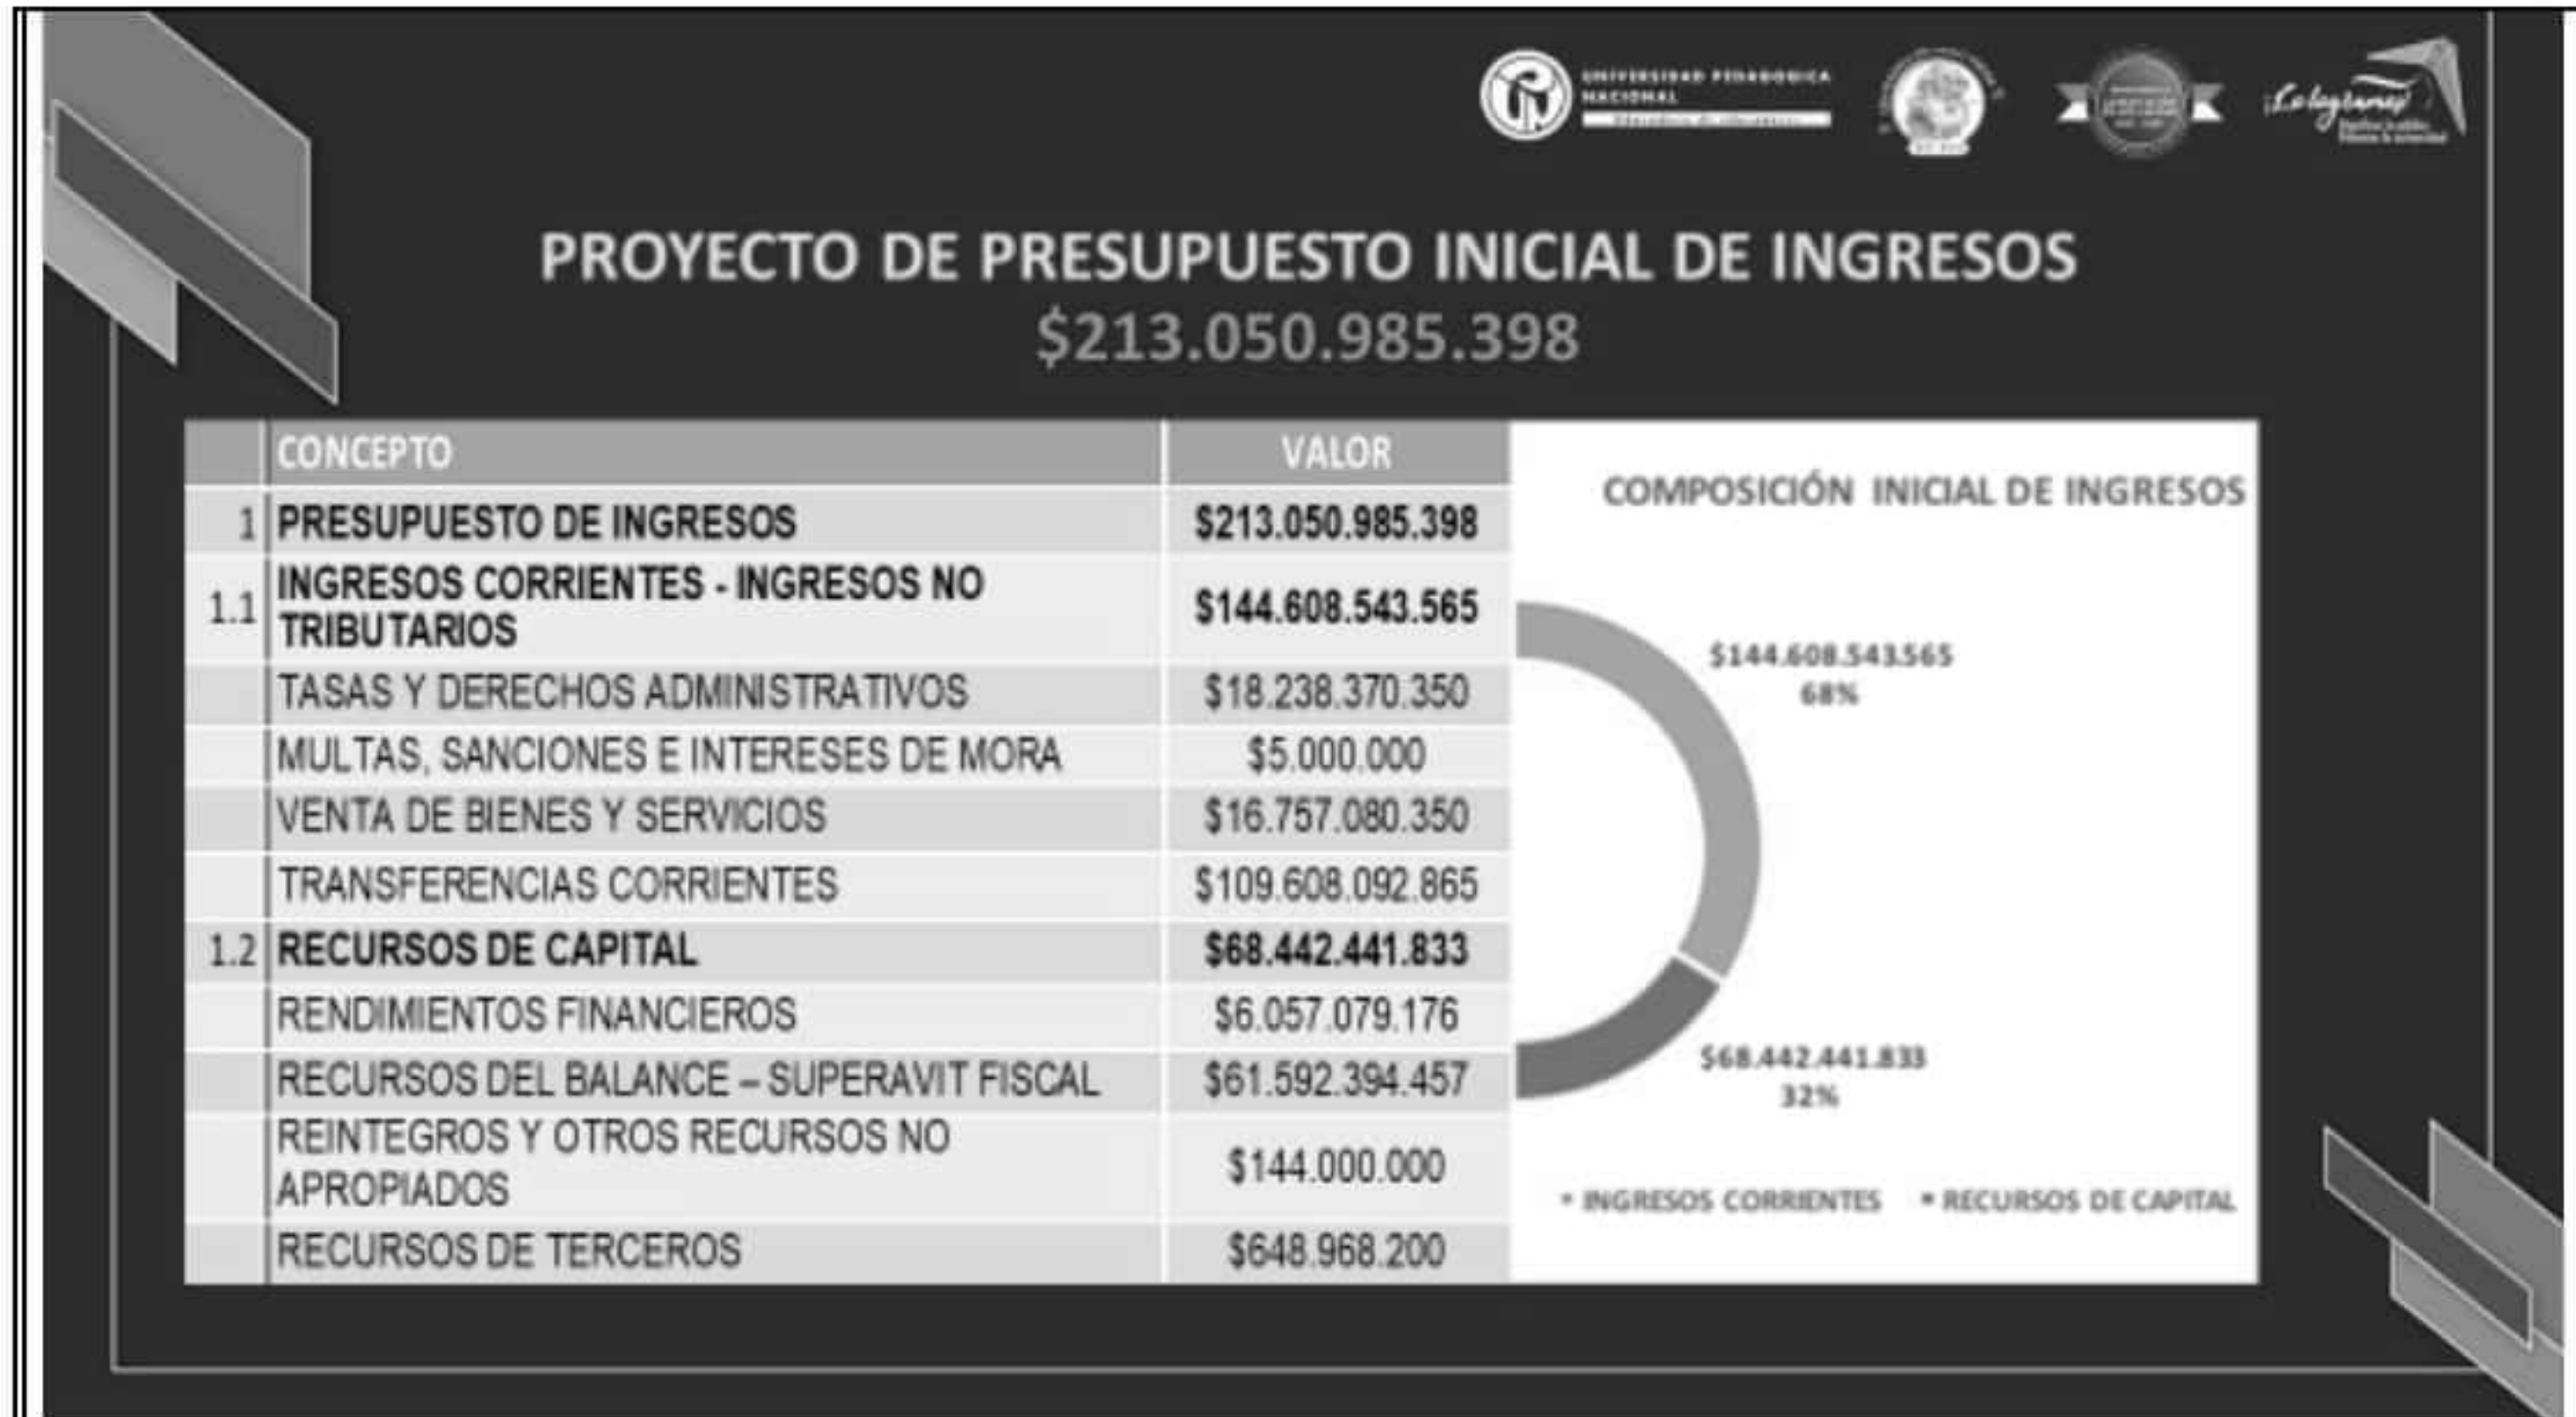 UNIVERSIDAD PEDAGOGICA
NACIONAL
¡Lo logramos!
PROYECTO DE PRESUPUESTO INICIAL DE INGRESOS
$213.050.985.398
CONCEPTO VALOR
1 PRESUPUESTO DE INGRESOS $213.050.985.398
1.1 INGRESOS CORRIENTES - INGRESOS NO
TRIBUTARIOS $144.608.543.565
TASAS Y DERECHOS ADMINISTRATIVOS $18.238.370.350
MULTAS, SANCIONES E INTERESES DE MORA $5.000.000
VENTA DE BIENES Y SERVICIOS $16.757.080.350
TRANSFERENCIAS CORRIENTES $109.608.092.865
1.2 RECURSOS DE CAPITAL $68.442.441.833
RENDIMIENTOS FINANCIEROS $6.057.079.176
RECURSOS DEL BALANCE – SUPERAVIT FISCAL $61.592.394.457
REINTEGROS Y OTROS RECURSOS NO
APROPIADOS $144.000.000
RECURSOS DE TERCEROS $648.968.200
COMPOSICIÓN INICIAL DE INGRESOS
$144.608.543.565
68%
$68.442.441.833
32%
INGRESOS CORRIENTES RECURSOS DE CAPITAL